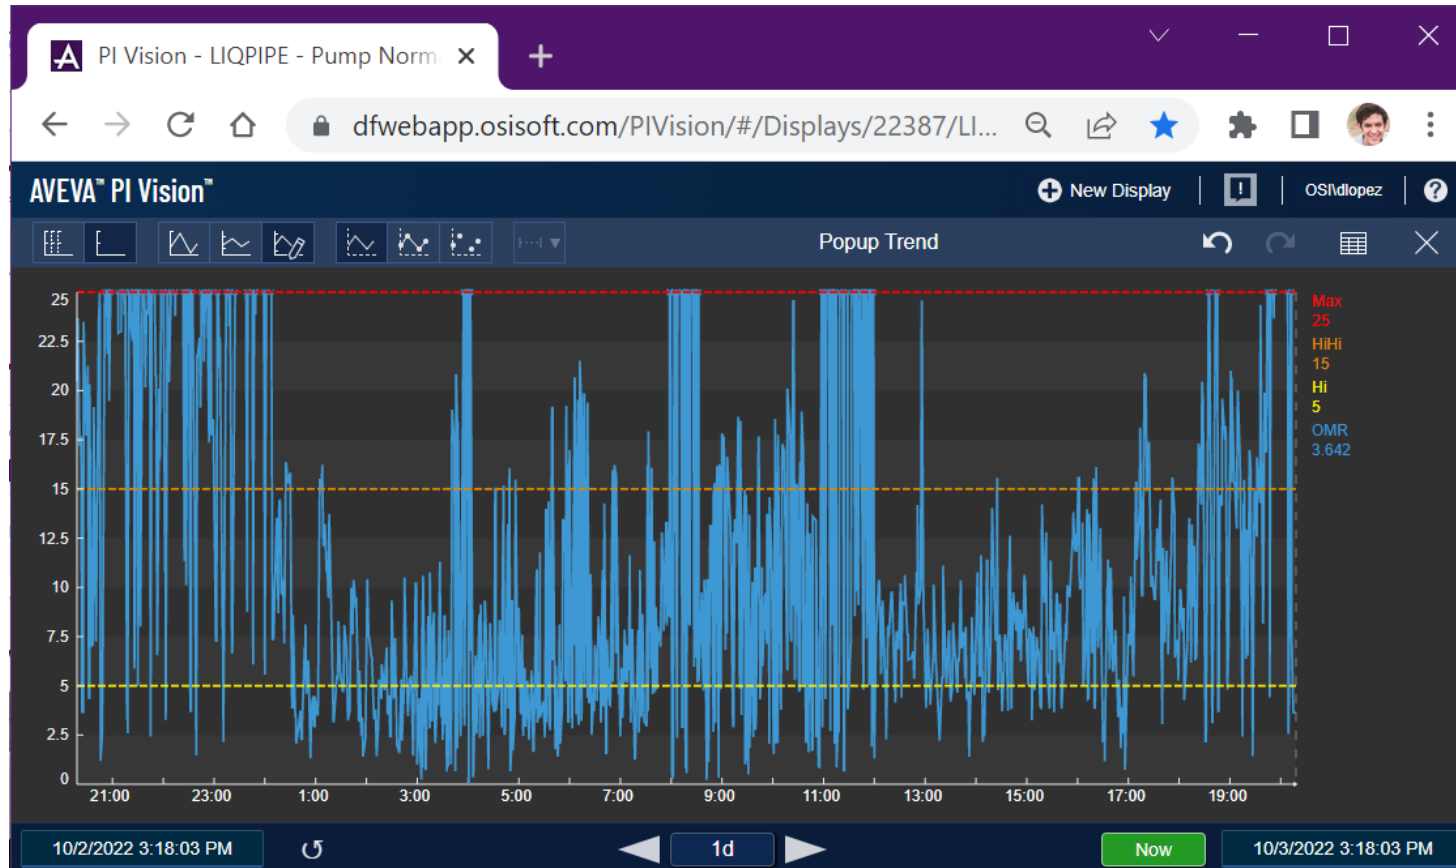 PI Vision - LIQPIPE - Pump Norma
dfwebapp.osisoft.com/PIVision/#/Displays/22387/LI...
AVEVA™ PI Vision™
New Display
OSI\dlopez
Popup Trend
25
22.5
20
17.5
15
12.5
10
7.5
5
2.5
0
21:00 23:00 1:00 3:00 5:00 7:00 9:00 11:00 13:00 15:00 17:00 19:00
Max
25
HiHi
15
Hi
5
OMR
3.642
10/2/2022 3:18:03 PM 1d Now 10/3/2022 3:18:03 PM